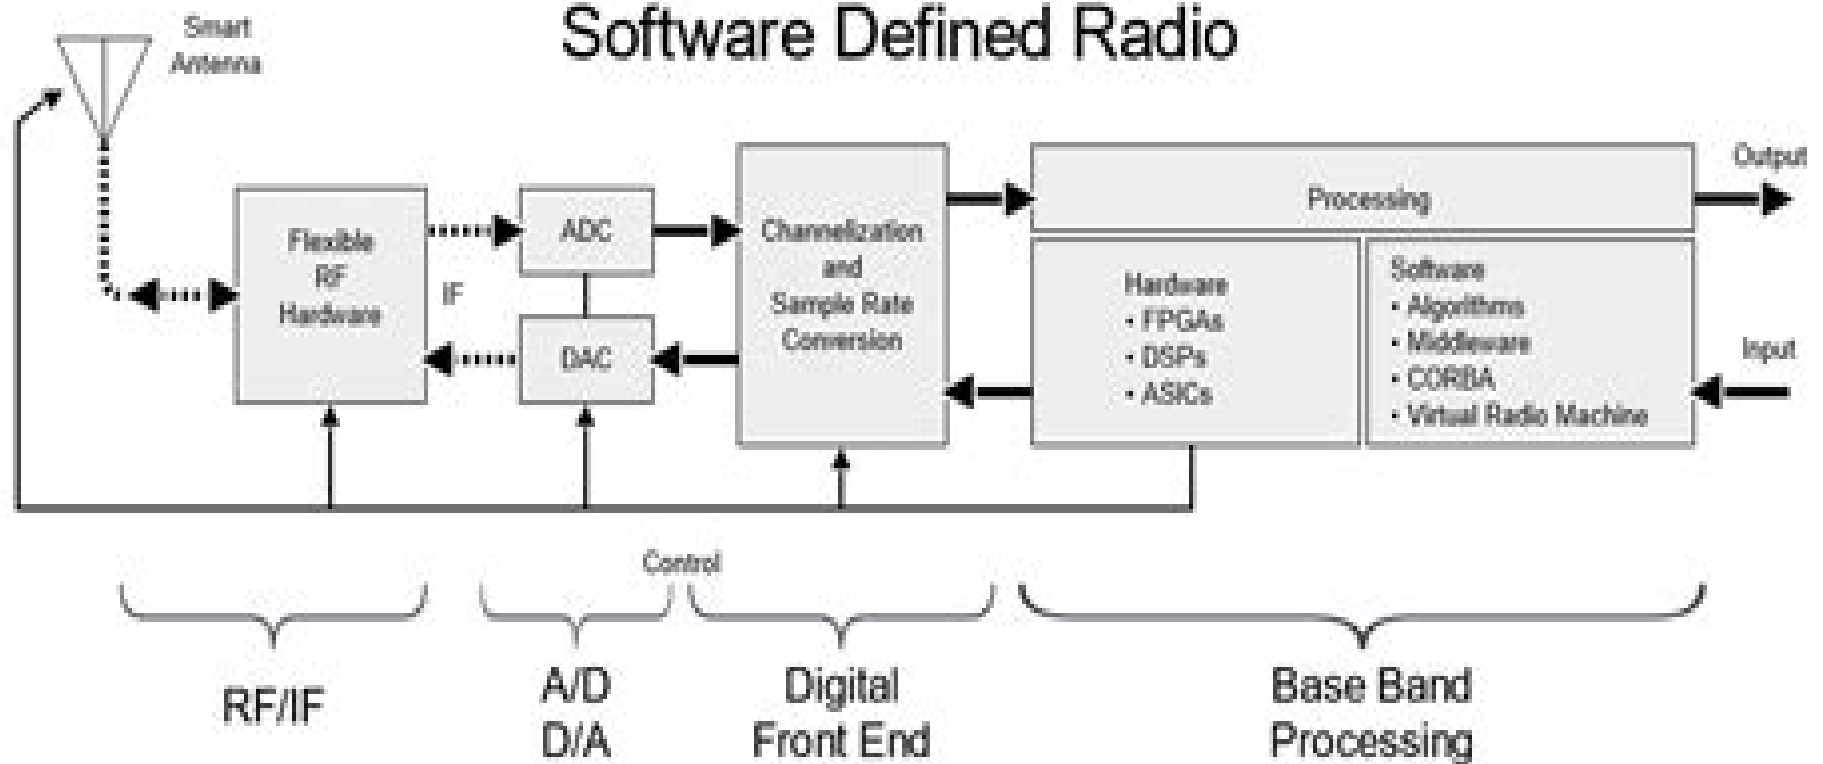 Software Defined Radio
Smart
Antenna
Flexible
RF
Hardware
IF
ADC
DAC
Channelization
and
Sample Rate
Conversion
Processing
Hardware
• FPGAs
• DSPs
• ASICs
Software
• Algorithms
• Middleware
• CORBA
• Virtual Radio Machine
Output
Input
Control
RF/IF
A/D
D/A
Digital
Front End
Base Band
Processing